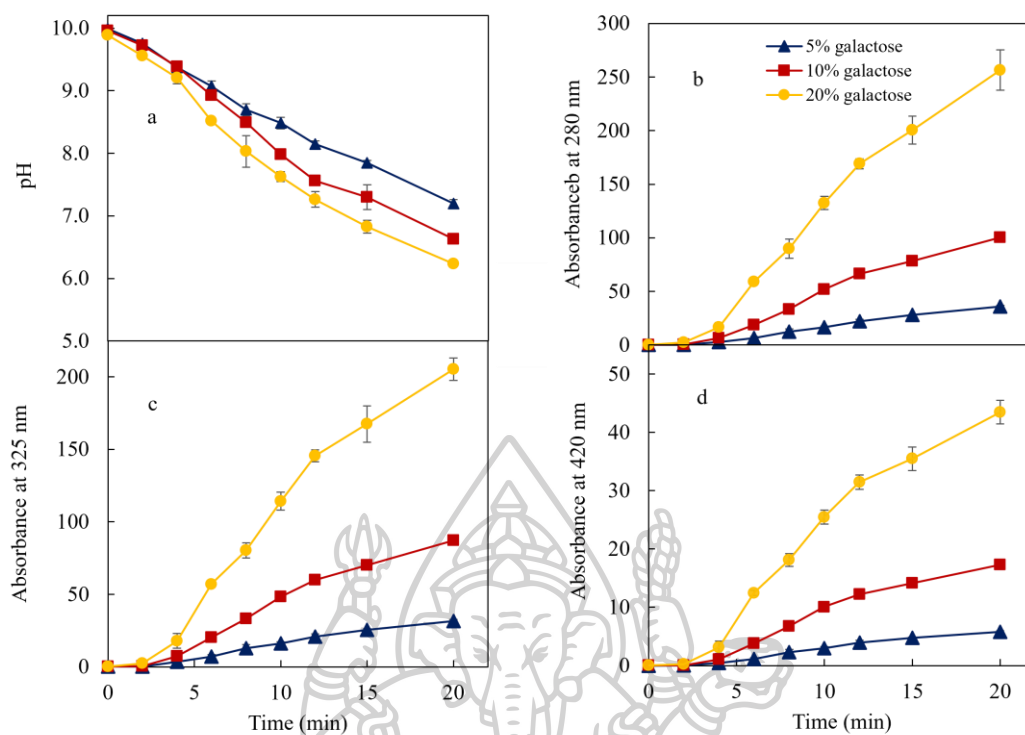 10.0
9.0
8.0
7.0
6.0
5.0
pH
a
300
250
200
150
100
50
0
Absorbanceb at 280 nm
b
5% galactose
10% galactose
20% galactose
200
150
100
50
0
Absorbance at 325 nm
c
0 5 10 15 20
Time (min)
50
40
30
20
10
0
Absorbance at 420 nm
d
0 5 10 15 20
Time (min)